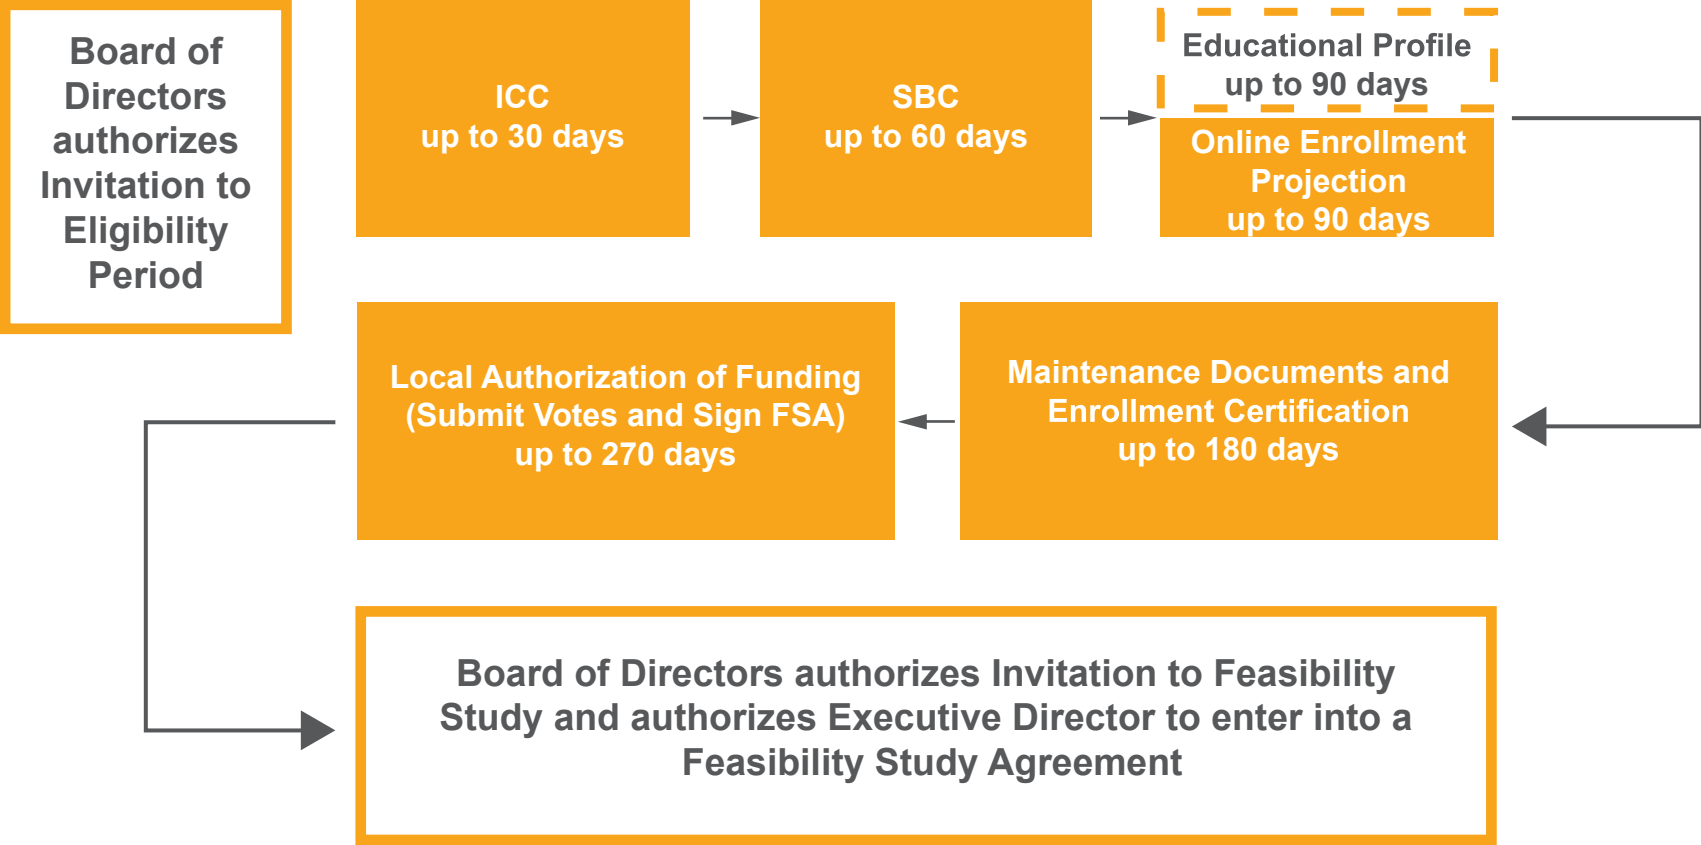 Board of
Directors
authorizes
Invitation to
Eligibility
Period
ICC
up to 30 days
SBC
up to 60 days
Educational Profile
up to 90 days
Online Enrollment
Projection
up to 90 days
Local Authorization of Funding
(Submit Votes and Sign FSA)
up to 270 days
Maintenance Documents and
Enrollment Certification
up to 180 days
Board of Directors authorizes Invitation to Feasibility
Study and authorizes Executive Director to enter into a
Feasibility Study Agreement